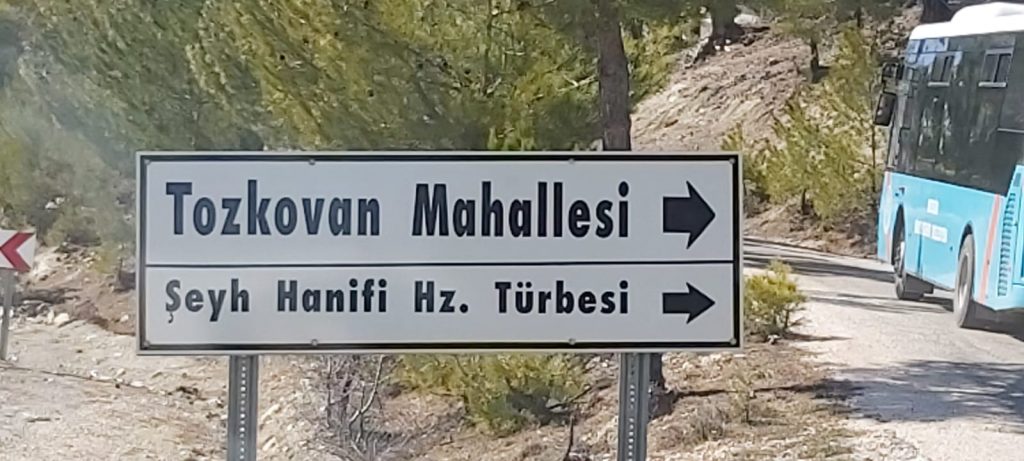 Tozkovan Mahallesi
Şeyh Hanifi Hz. Türbesi